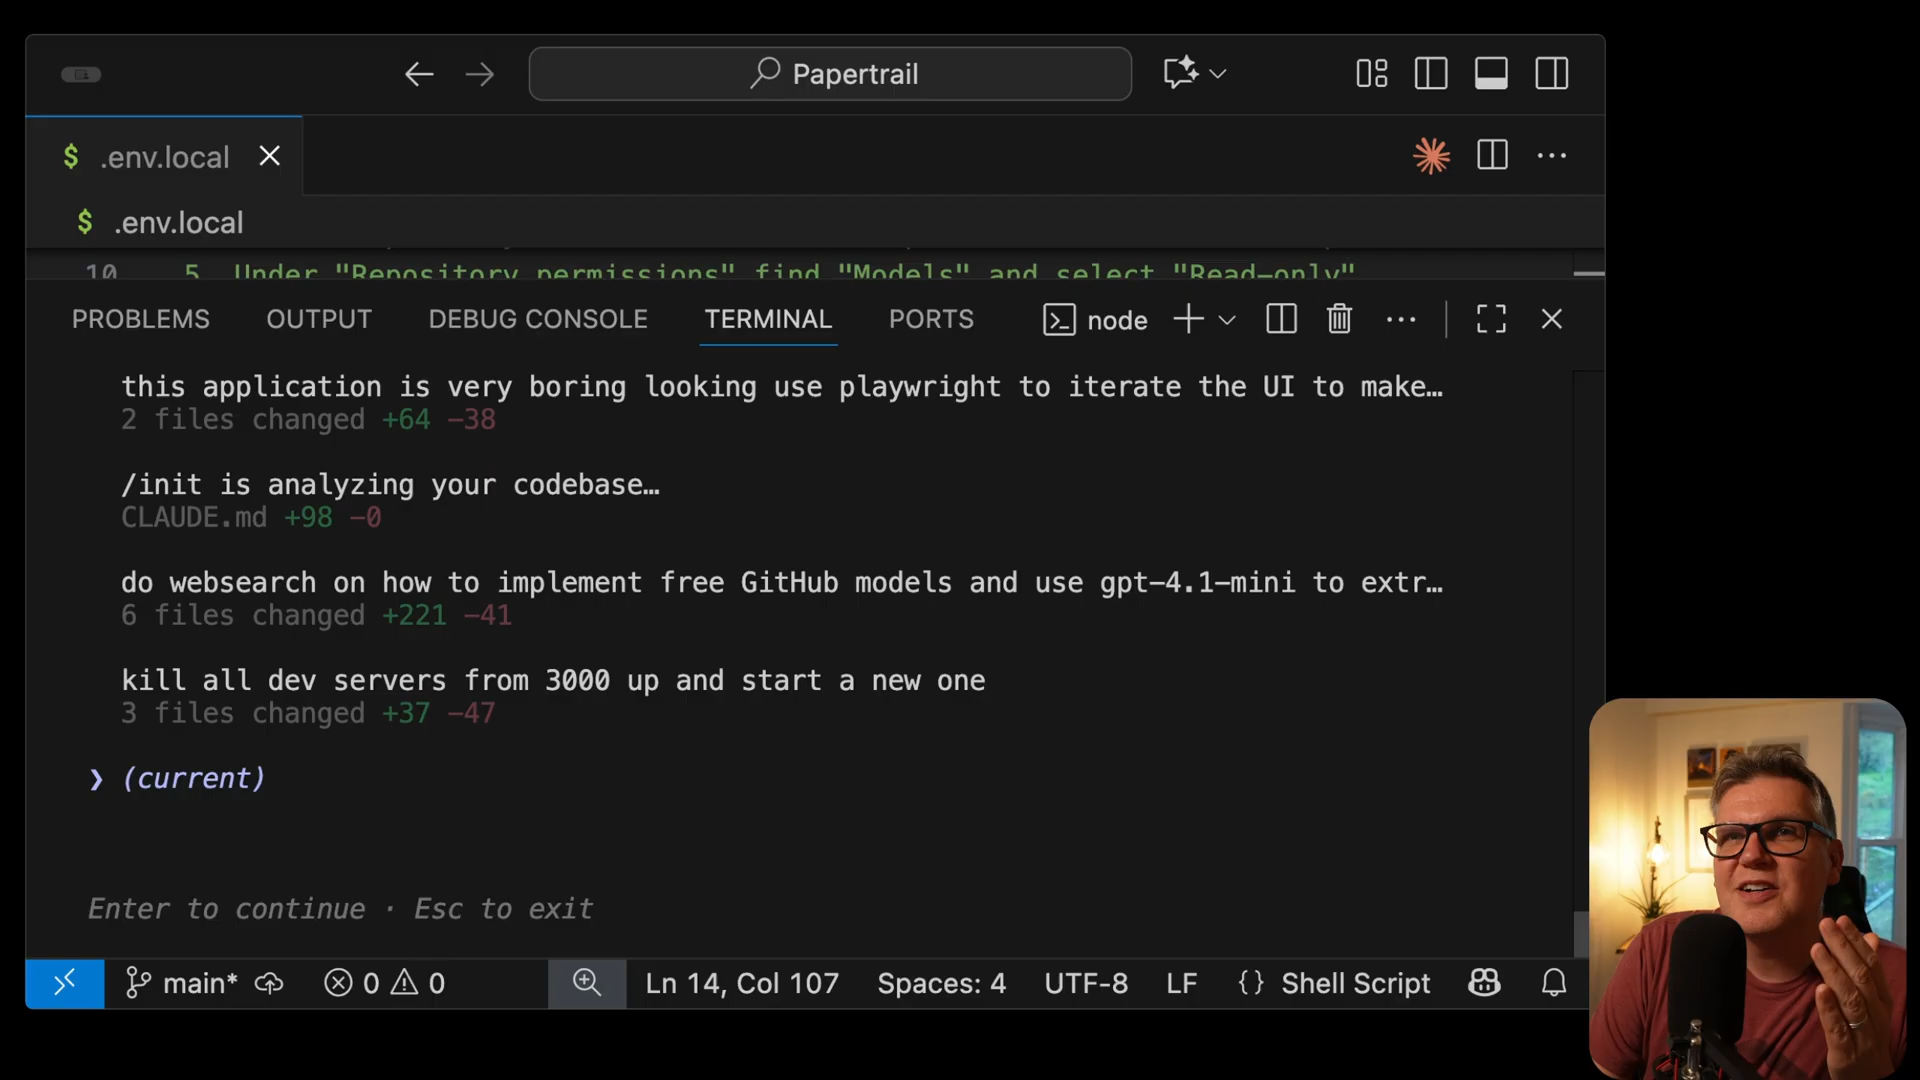 Papertrail
$ .env.local
$ .env.local
10 5. Under "Repository permissions" find "Models" and select "Read-only"
PROBLEMS OUTPUT DEBUG CONSOLE TERMINAL PORTS node
this application is very boring looking use playwright to iterate the UI to make…
2 files changed +64 -38
/init is analyzing your codebase…
CLAUDE.md +98 -0
do websearch on how to implement free GitHub models and use gpt-4.1-mini to extr…
6 files changed +221 -41
kill all dev servers from 3000 up and start a new one
3 files changed +37 -47
❯ (current)
Enter to continue · Esc to exit
main* 0 0 Ln 14, Col 107 Spaces: 4 UTF-8 LF {} Shell Script